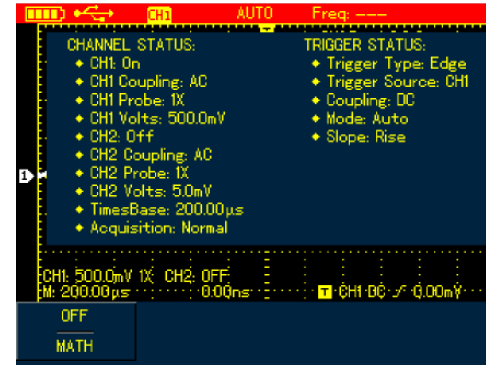 CH1 AUTO Freq: ---
CHANNEL STATUS:
◆ CH1: On
◆ CH1 Coupling: AC
◆ CH1 Probe: 1X
◆ CH1 Volts: 500.0mV
◆ CH2: Off
◆ CH2 Coupling: AC
◆ CH2 Probe: 1X
◆ CH2 Volts: 5.0mV
◆ TimesBase: 200.00μs
◆ Acquisition: Normal
TRIGGER STATUS:
◆ Trigger Type: Edge
◆ Trigger Source: CH1
◆ Coupling: DC
◆ Mode: Auto
◆ Slope: Rise
1
CH1: 500.0mV 1X CH2: OFF
M: 200.00μs 0.00ns T CH1 DC 0.00mV
OFF
MATH